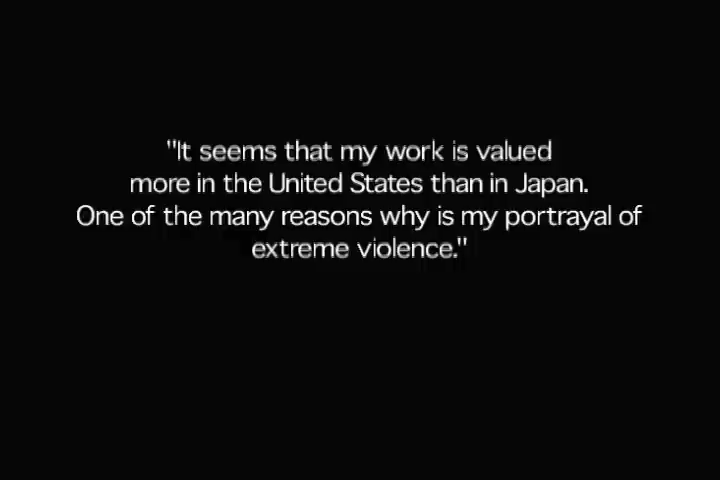 "It seems that my work is valued
more in the United States than in Japan.
One of the many reasons why is my portrayal of
extreme violence."